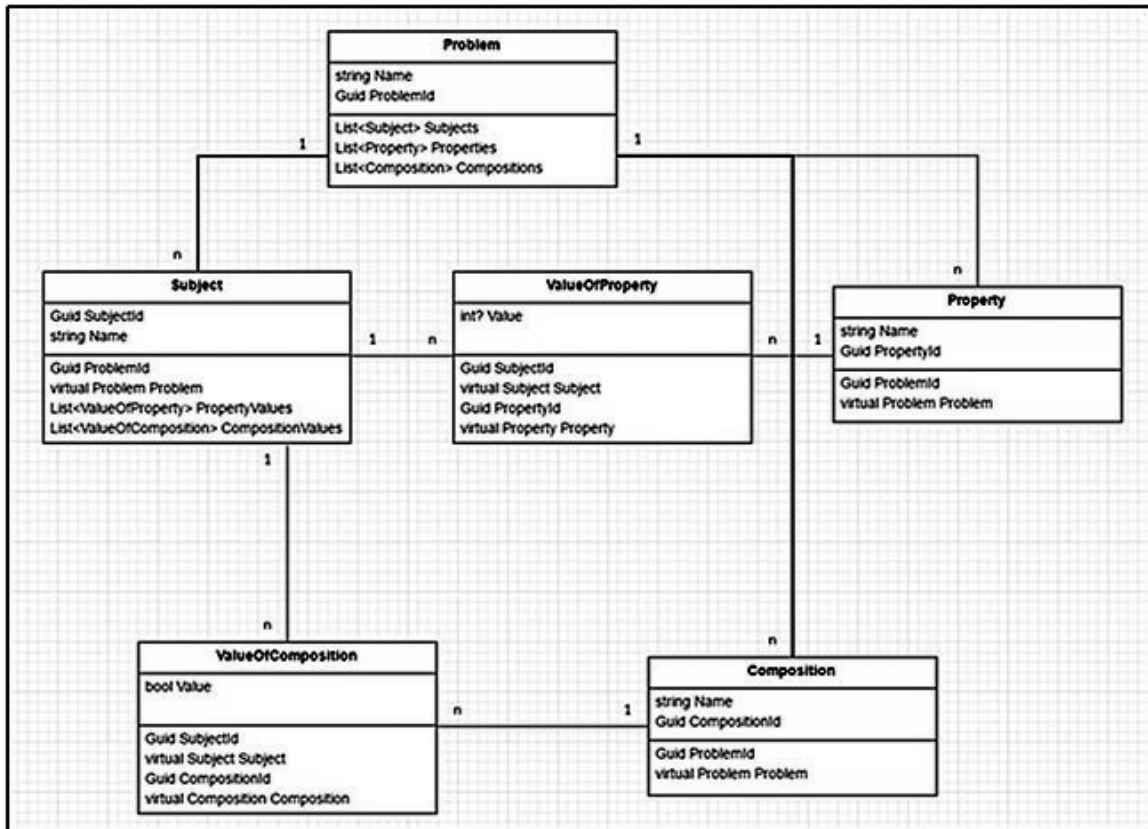 Problem
string Name
Guid ProblemId
List<Subject> Subjects
List<Property> Properties
List<Composition> Compositions
1
1
n
n
Subject
Guid SubjectId
string Name
Guid ProblemId
virtual Problem Problem
List<ValueOfProperty> PropertyValues
List<ValueOfComposition> CompositionValues
1
n
ValueOfProperty
int? Value
Guid SubjectId
virtual Subject Subject
Guid PropertyId
virtual Property Property
n
1
Property
string Name
Guid PropertyId
Guid ProblemId
virtual Problem Problem
1
n
n
ValueOfComposition
bool Value
Guid SubjectId
virtual Subject Subject
Guid CompositionId
virtual Composition Composition
n
1
Composition
string Name
Guid CompositionId
Guid ProblemId
virtual Problem Problem